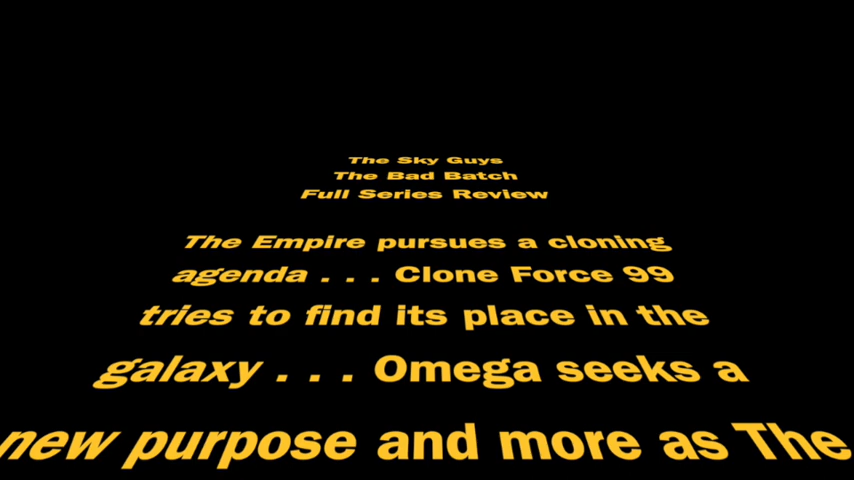 The Sky Guys
The Bad Batch
Full Series Review
The Empire pursues a cloning
agenda . . . Clone Force 99
tries to find its place in the
galaxy . . . Omega seeks a
new purpose and more as The